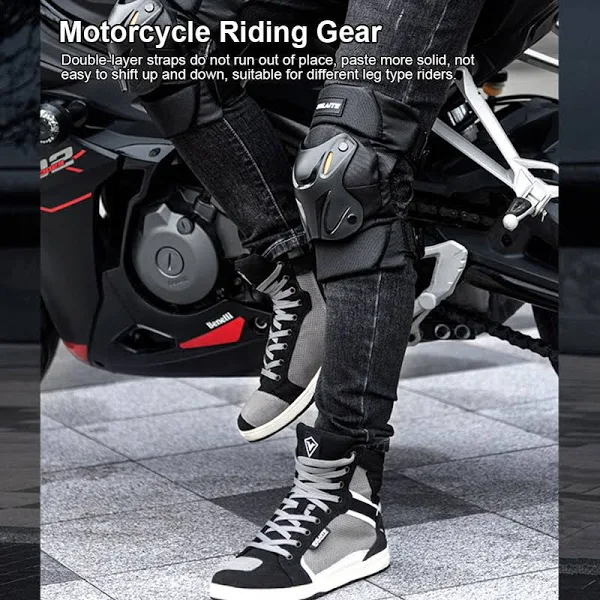 Motorcycle Riding Gear
Double-layer straps do not run out of place, paste more solid, not
easy to shift up and down, suitable for different leg type riders.
Benelli